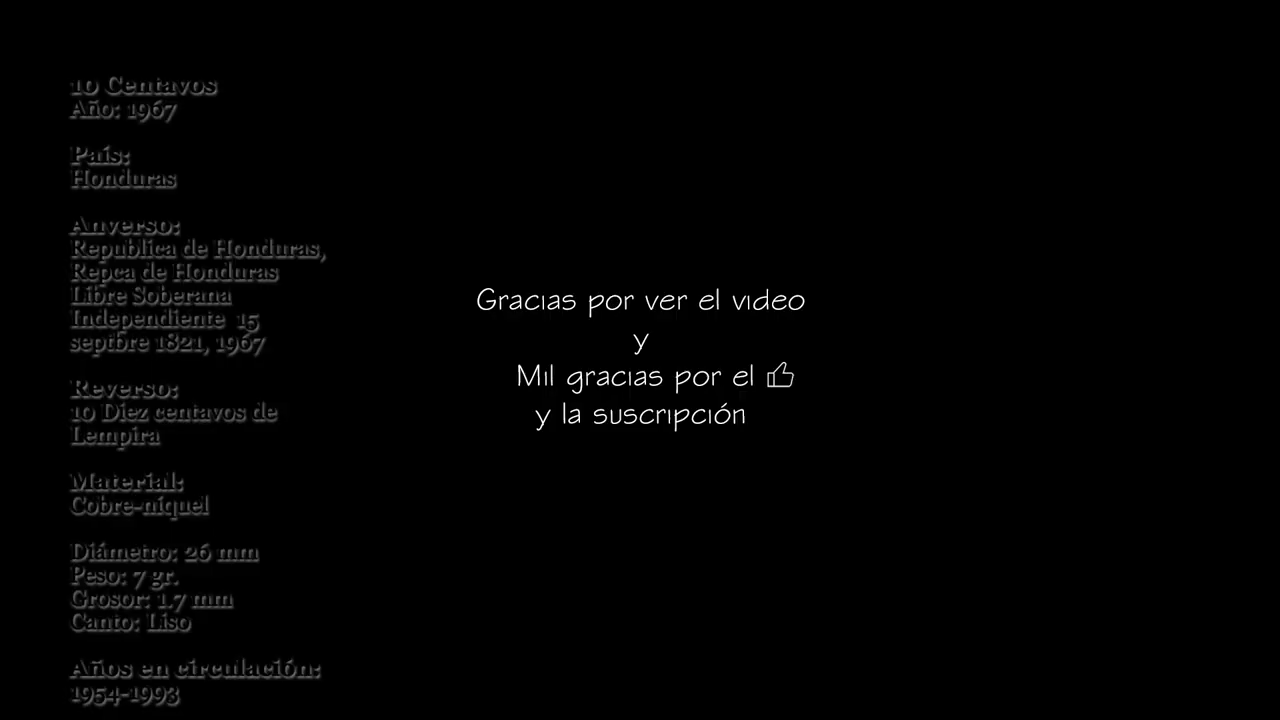 10 Centavos
Año: 1967
País:
Honduras
Anverso:
Republica de Honduras,
Repca de Honduras
Libre Soberana
Independiente 15
septbre 1821, 1967
Reverso:
10 Diez centavos de
Lempira
Material:
Cobre-níquel
Diámetro: 26 mm
Peso: 7 gr.
Grosor: 1.7 mm
Canto: Liso
Años en circulación:
1954-1993
Gracias por ver el video
y
Mil gracias por el 👍
y la suscripción